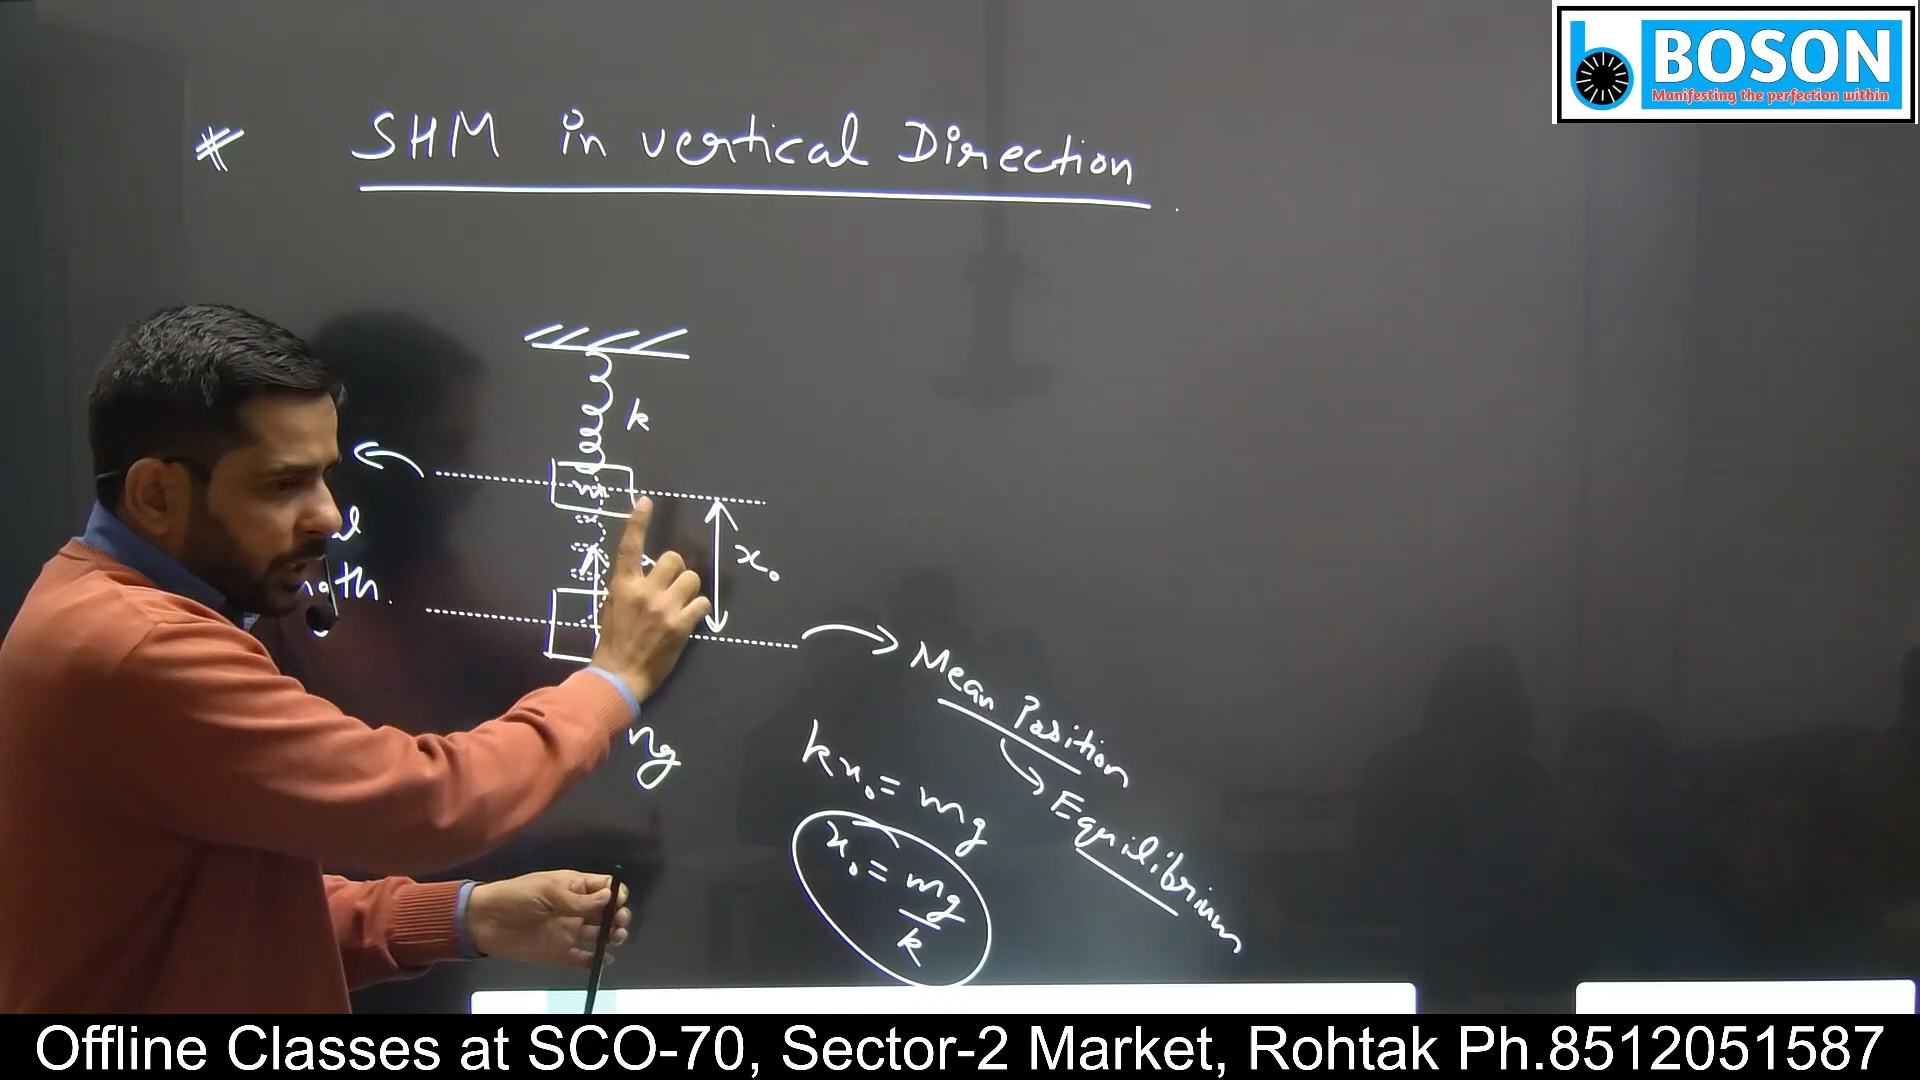 BOSON
Manifesting the perfection within
* SHM in vertical Direction
k
m
x₀
Mean Position
Equilibrium
kx₀ = mg
x₀ = mg/k
Offline Classes at SCO-70, Sector-2 Market, Rohtak Ph.8512051587